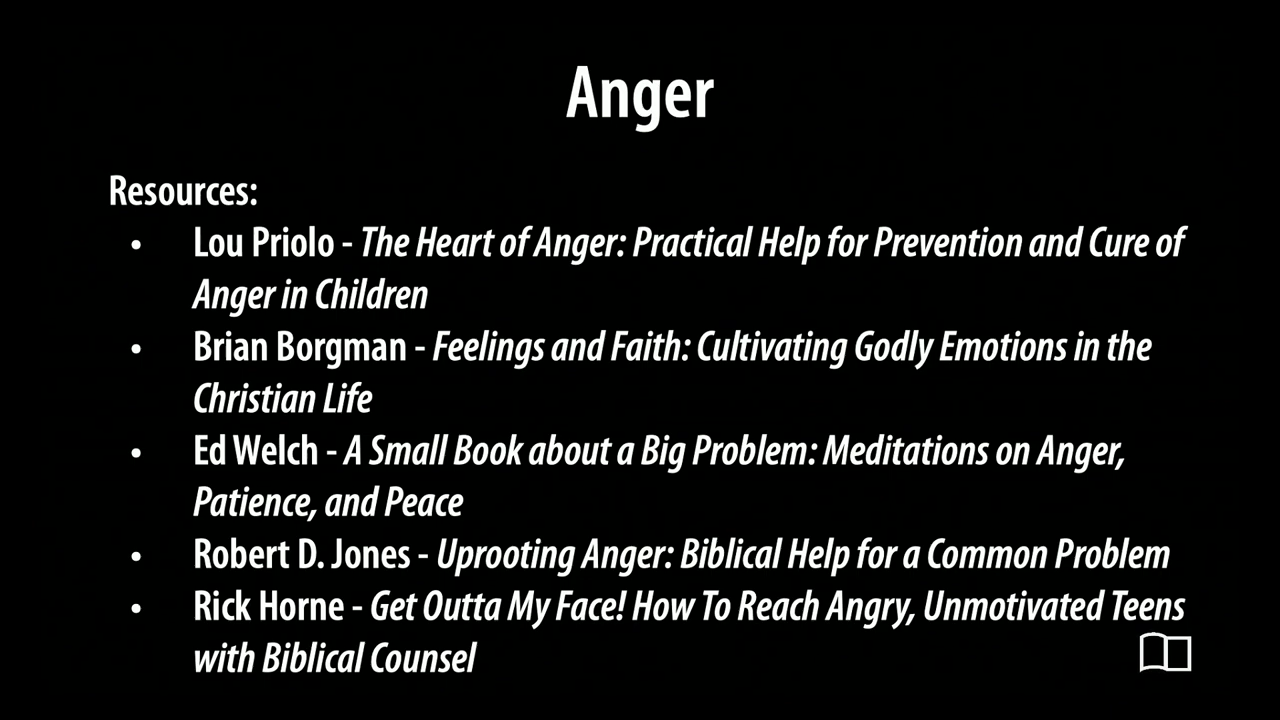 Anger
Resources:
• Lou Priolo - The Heart of Anger: Practical Help for Prevention and Cure of
Anger in Children
• Brian Borgman - Feelings and Faith: Cultivating Godly Emotions in the
Christian Life
• Ed Welch - A Small Book about a Big Problem: Meditations on Anger,
Patience, and Peace
• Robert D. Jones - Uprooting Anger: Biblical Help for a Common Problem
• Rick Horne - Get Outta My Face! How To Reach Angry, Unmotivated Teens
with Biblical Counsel